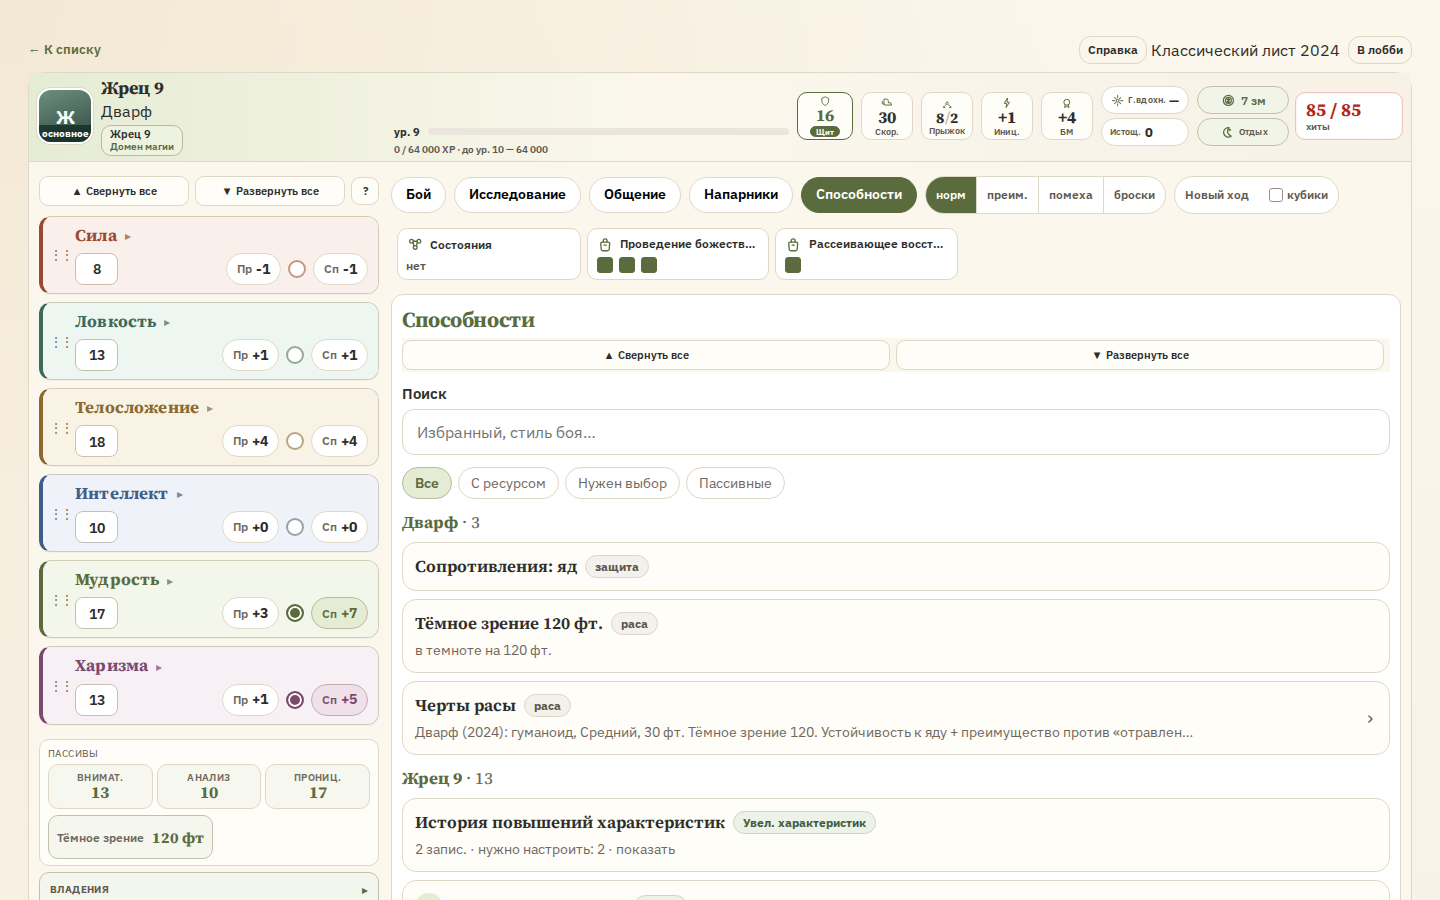 ← К списку
Справка Классический лист 2024 В лобби
Ж
основное
Жрец 9
Дварф
Жрец 9
Домен магии
ур. 9
0 / 64 000 XP · до ур. 10 — 64 000
16
Щит
30
Скор.
8/2
Прыжок
+1
Иниц.
+4
БМ
Г.вдохн. —
Истощ. 0
7 зм
Отдых
85 / 85
хиты
▲ Свернуть все
▼ Развернуть все
?
Сила ▸
8
Пр -1
Сп -1
Ловкость ▸
13
Пр +1
Сп +1
Телосложение ▸
18
Пр +4
Сп +4
Интеллект ▸
10
Пр +0
Сп +0
Мудрость ▸
17
Пр +3
Сп +7
Харизма ▸
13
Пр +1
Сп +5
ПАССИВЫ
ВНИМАТ.
13
АНАЛИЗ
10
ПРОНИЦ.
17
Тёмное зрение 120 фт
ВЛАДЕНИЯ ▸
Бой
Исследование
Общение
Напарники
Способности
норм
преим.
помеха
броски
Новый ход
кубики
Состояния
нет
Проведение божеств...
Рассеивающее восст...
Способности
▲ Свернуть все
▼ Развернуть все
Поиск
Избранный, стиль боя...
Все
С ресурсом
Нужен выбор
Пассивные
Дварф · 3
Сопротивления: яд защита
Тёмное зрение 120 фт. раса
в темноте на 120 фт.
Черты расы раса
Дварф (2024): гуманоид, Средний, 30 фт. Тёмное зрение 120. Устойчивость к яду + преимущество против «отравлен...
›
Жрец 9 · 13
История повышений характеристик Увел. характеристик
2 запис. · нужно настроить: 2 · показать